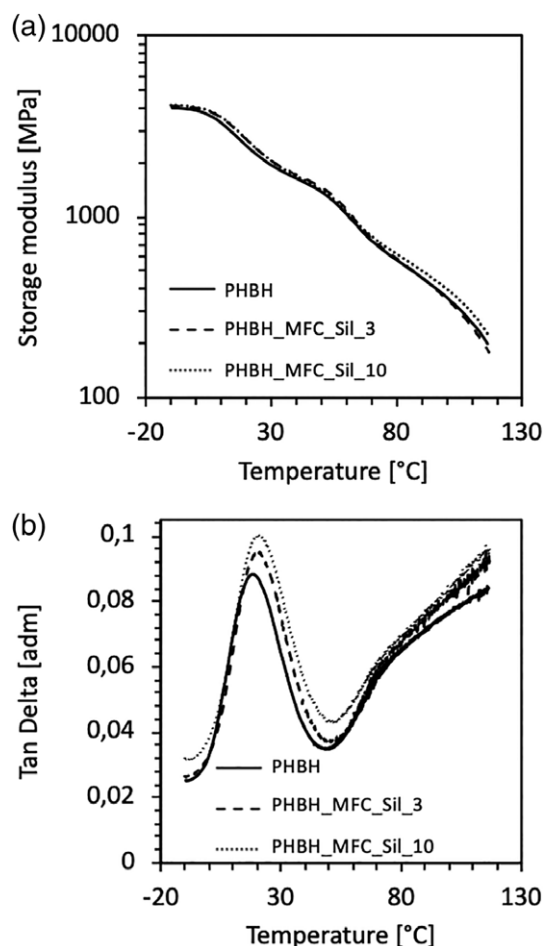 (a)
10000
1000
100
Storage modulus [MPa]
PHBH
PHBH_MFC_Sil_3
PHBH_MFC_Sil_10
-20 30 80 130
Temperature [°C]
(b)
0,1
0,08
0,06
0,04
0,02
0
Tan Delta [adm]
PHBH
PHBH_MFC_Sil_3
PHBH_MFC_Sil_10
-20 30 80 130
Temperature [°C]